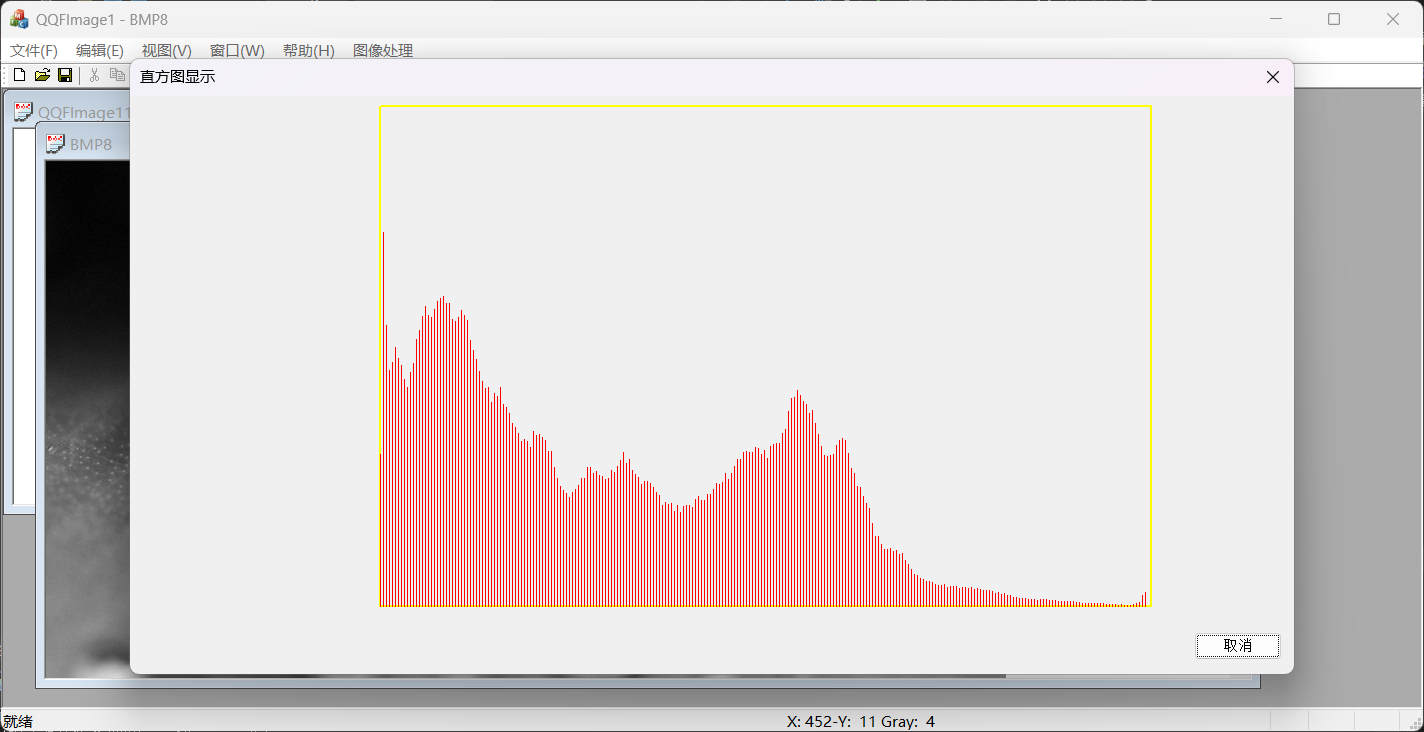 QQFImage1 - BMP8
文件(F) 编辑(E) 视图(V) 窗口(W) 帮助(H) 图像处理
直方图显示
QQFImage11
BMP8
取消
就绪
X: 452-Y: 11 Gray: 4